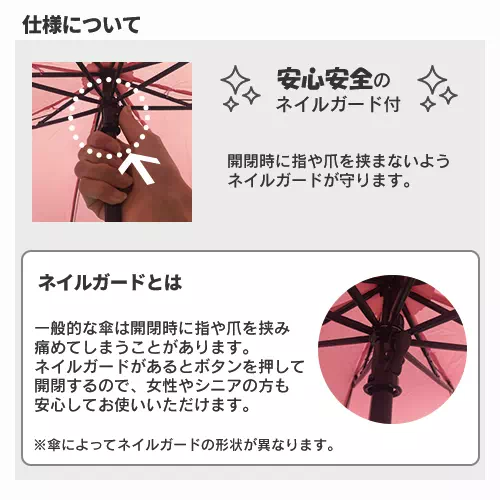 仕様について
安心安全の
ネイルガード付
開閉時に指や爪を挟まないよう
ネイルガードが守ります。
ネイルガードとは
一般的な傘は開閉時に指や爪を挟み
痛めてしまうことがあります。
ネイルガードがあるとボタンを押して
開閉するので、女性やシニアの方も
安心してお使いいただけます。
※傘によってネイルガードの形状が異なります。